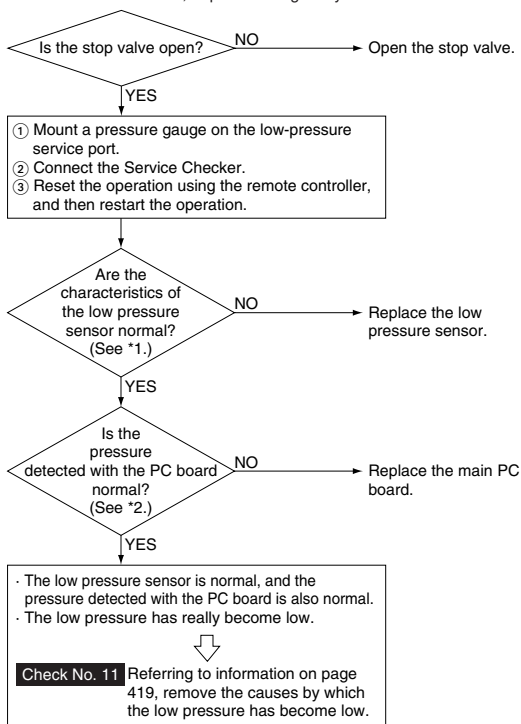 Is the stop valve open?
NO
Open the stop valve.
YES
① Mount a pressure gauge on the low-pressure
service port.
② Connect the Service Checker.
③ Reset the operation using the remote controller,
and then restart the operation.
Are the
characteristics of
the low pressure
sensor normal?
(See *1.)
NO
Replace the low
pressure sensor.
YES
Is the
pressure
detected with the PC board
normal?
(See *2.)
NO
Replace the main PC
board.
YES
· The low pressure sensor is normal, and the
pressure detected with the PC board is also normal.
· The low pressure has really become low.
Check No. 11 Referring to information on page
419, remove the causes by which
the low pressure has become low.